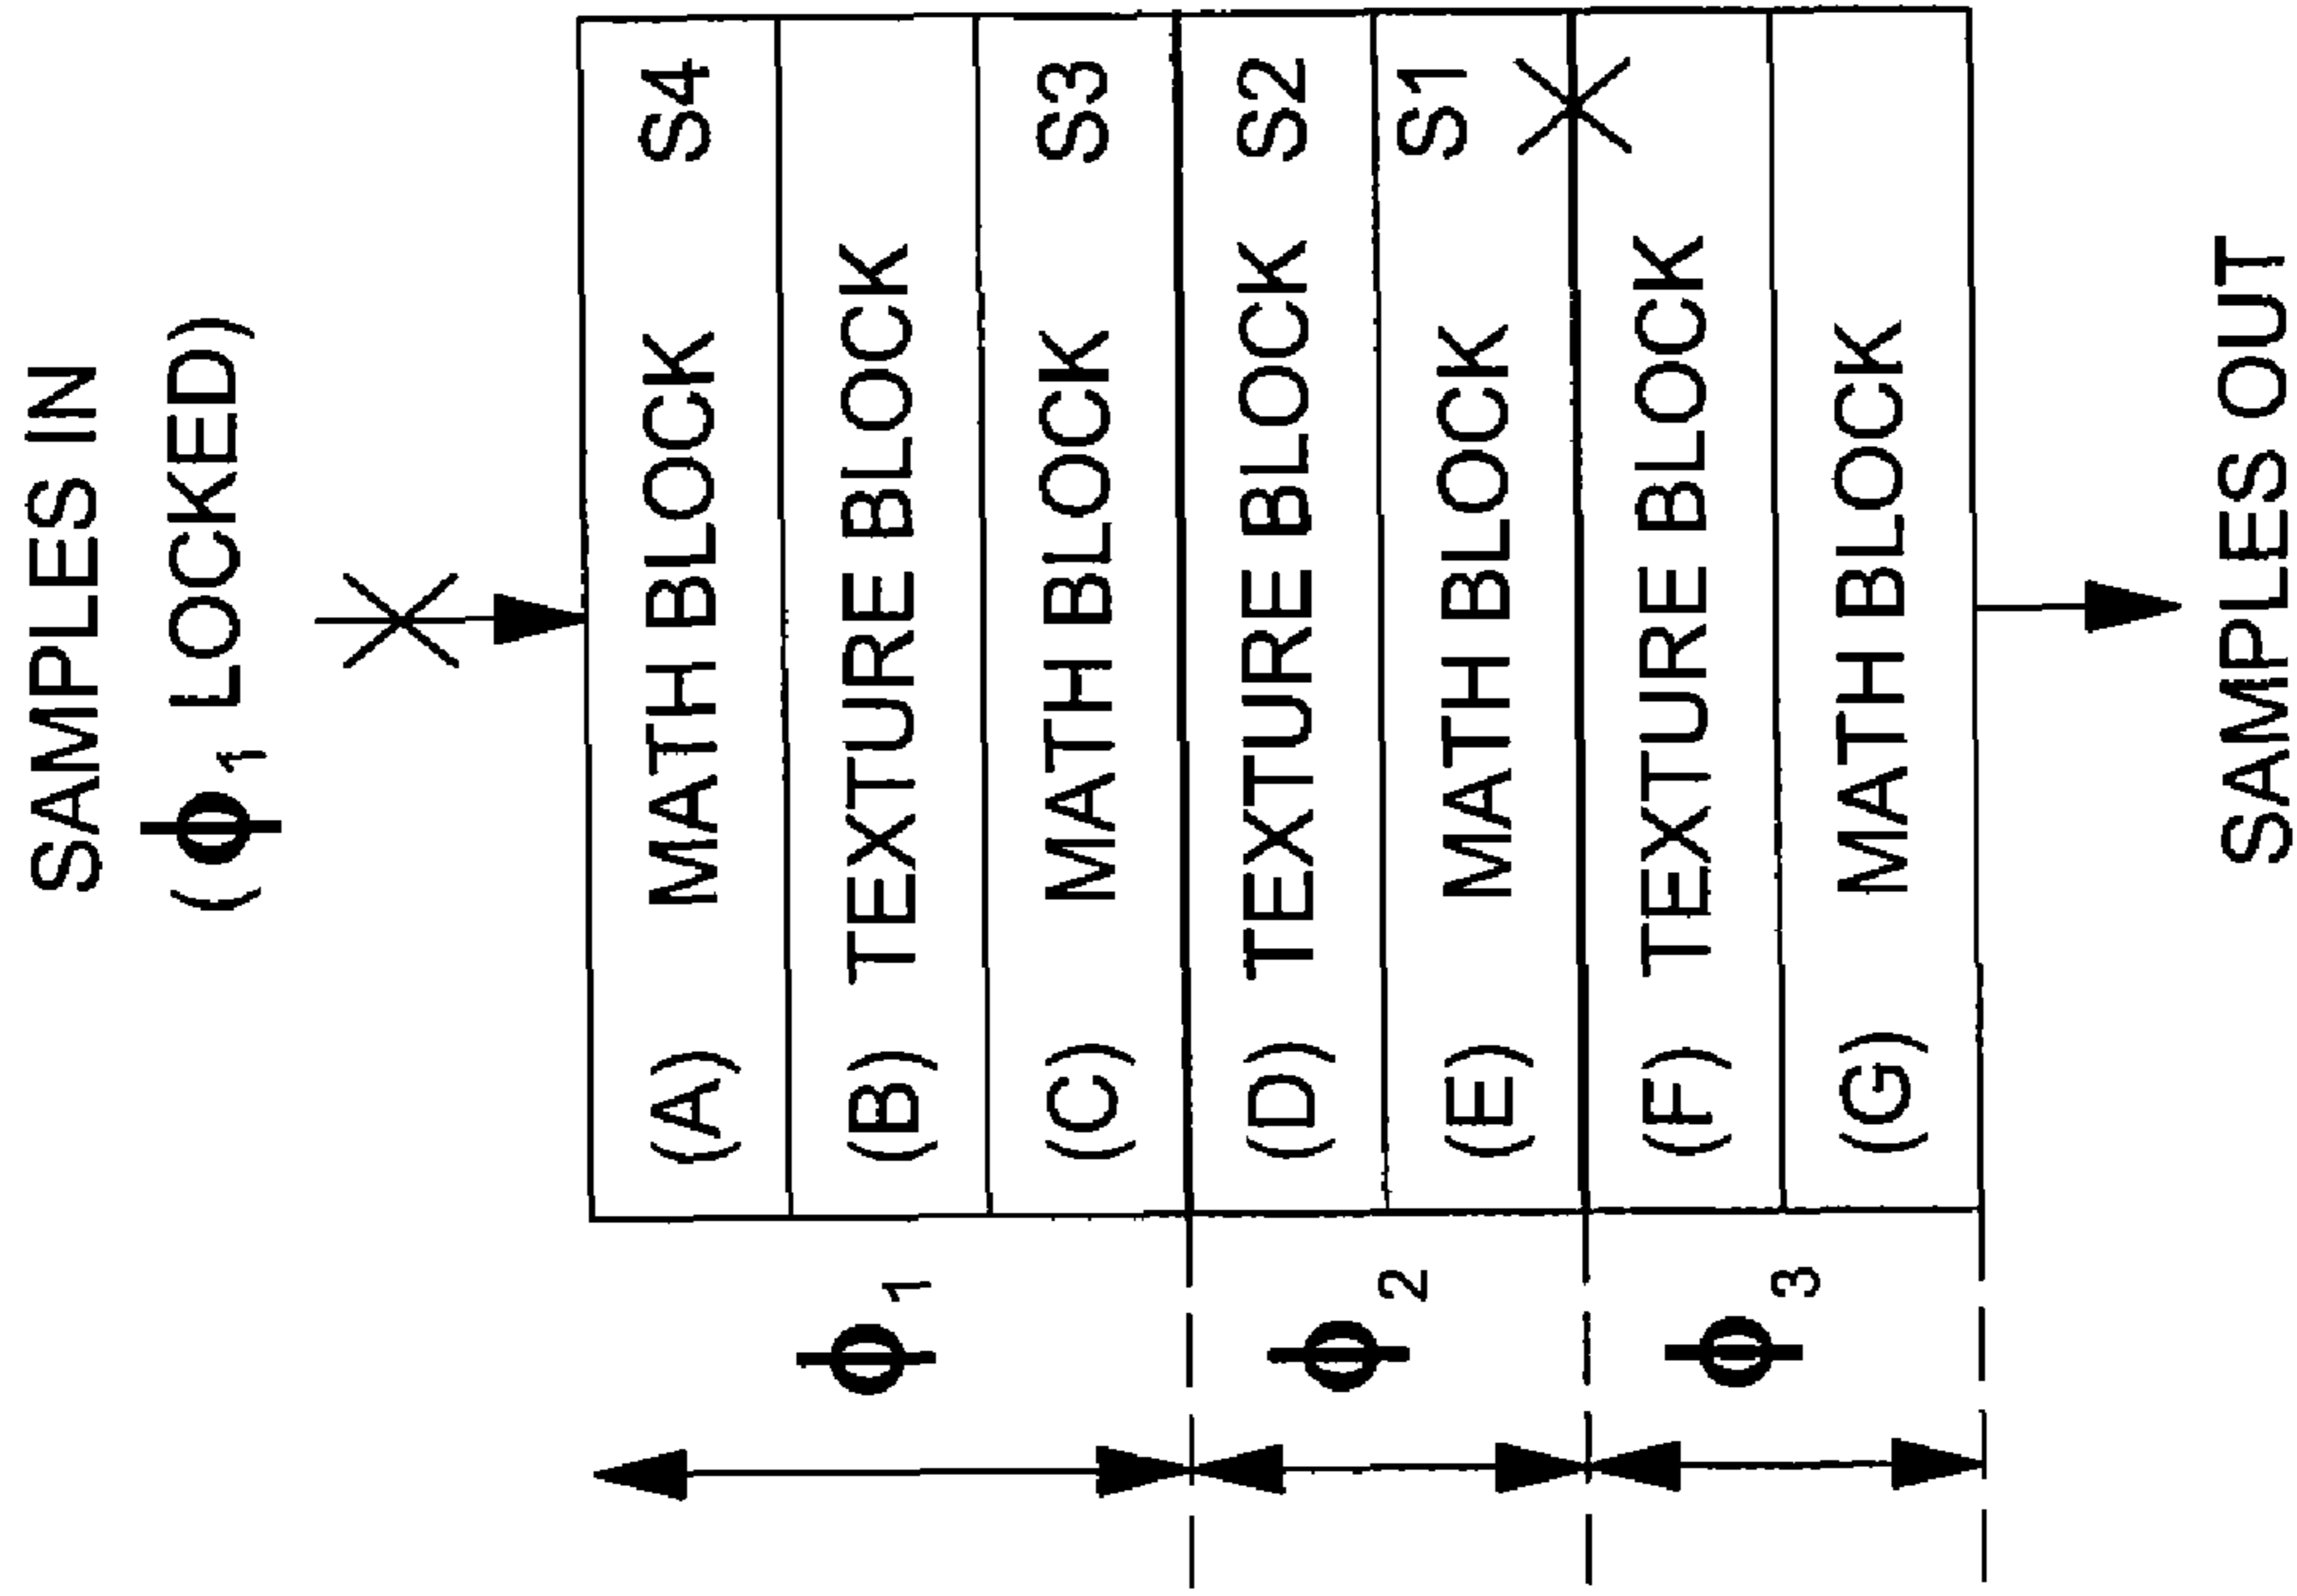 SAMPLES IN
(ϕ1 LOCKED)
(A) MATH BLOCK S4
(B) TEXTURE BLOCK
(C) MATH BLOCK S3
ϕ1
(D) TEXTURE BLOCK S2
(E) MATH BLOCK S1
ϕ2
(F) TEXTURE BLOCK
(G) MATH BLOCK
ϕ3
SAMPLES OUT